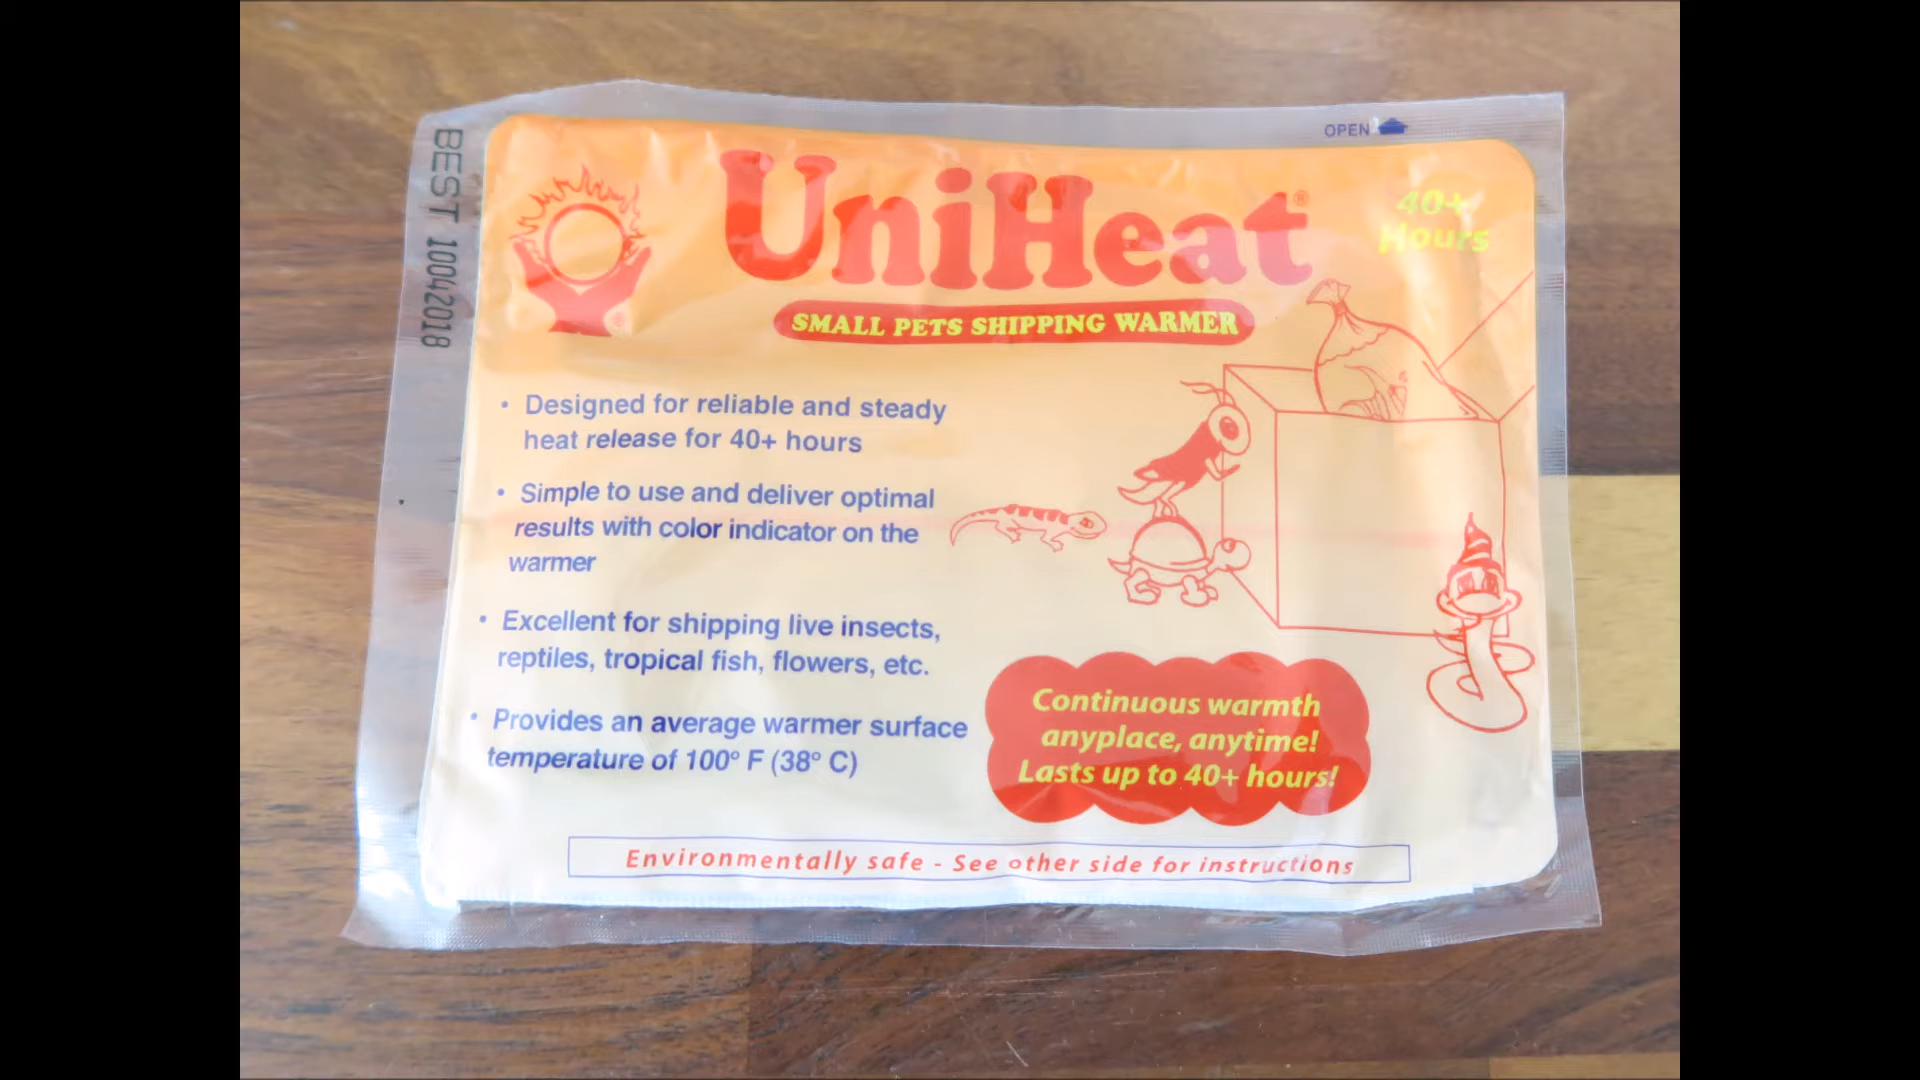 OPEN
BEST 10042018
UniHeat®
40+
Hours
SMALL PETS SHIPPING WARMER
• Designed for reliable and steady
heat release for 40+ hours
• Simple to use and deliver optimal
results with color indicator on the
warmer
• Excellent for shipping live insects,
reptiles, tropical fish, flowers, etc.
• Provides an average warmer surface
temperature of 100° F (38° C)
Continuous warmth
anyplace, anytime!
Lasts up to 40+ hours!
Environmentally safe - See other side for instructions